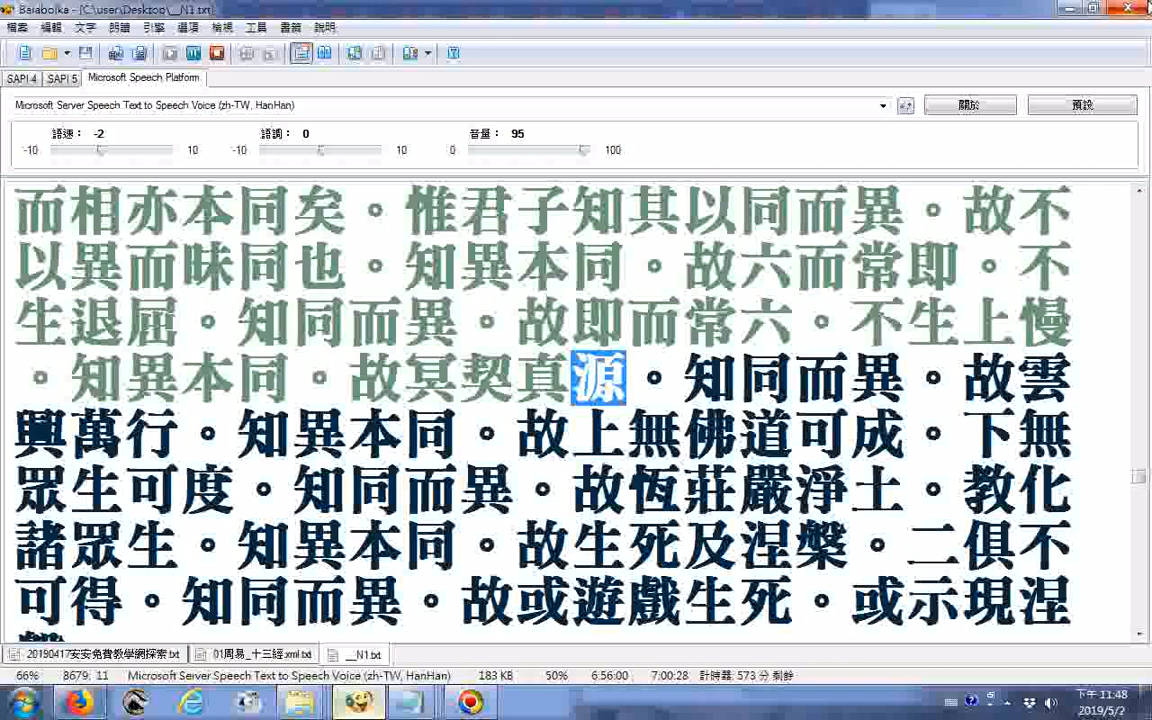 Balabolka - [C:\user\Desktop\__N1.txt]
檔案 編輯 文字 朗讀 引擎 選項 檢視 工具 書籤 說明
SAPI 4 SAPI 5 Microsoft Speech Platform
Microsoft Server Speech Text to Speech Voice (zh-TW, HanHan) 關於 預設
語速： -2 語調： 0 音量： 95
-10 10 -10 10 0 100
而相亦本同矣。惟君子知其以同而異。故不
以異而昧同也。知異本同。故六而常即。不
生退屈。知同而異。故即而常六。不生上慢
。知異本同。故冥契真源。知同而異。故雲
興萬行。知異本同。故上無佛道可成。下無
眾生可度。知同而異。故恆莊嚴淨土。教化
諸眾生。知異本同。故生死及涅槃。二俱不
可得。知同而異。故或遊戲生死。或示現涅
20190417安安免費教學網探索.txt 01周易_十三經.xml.txt __N1.txt
66% 8679, 11 Microsoft Server Speech Text to Speech Voice (zh-TW, HanHan) 183 KB 50% 6:56:00 7:00:28 計時器: 573 分 剩餘
下午 11:48
2019/5/2